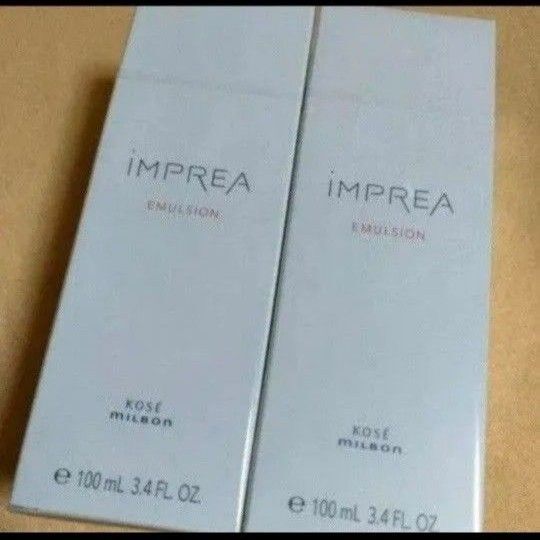 iMPREA
EMULSION
KOSÉ
MILBON
℮ 100 mL 3.4 FL. OZ.
iMPREA
EMULSION
KOSÉ
MILBON
℮ 100 mL 3.4 FL. OZ.